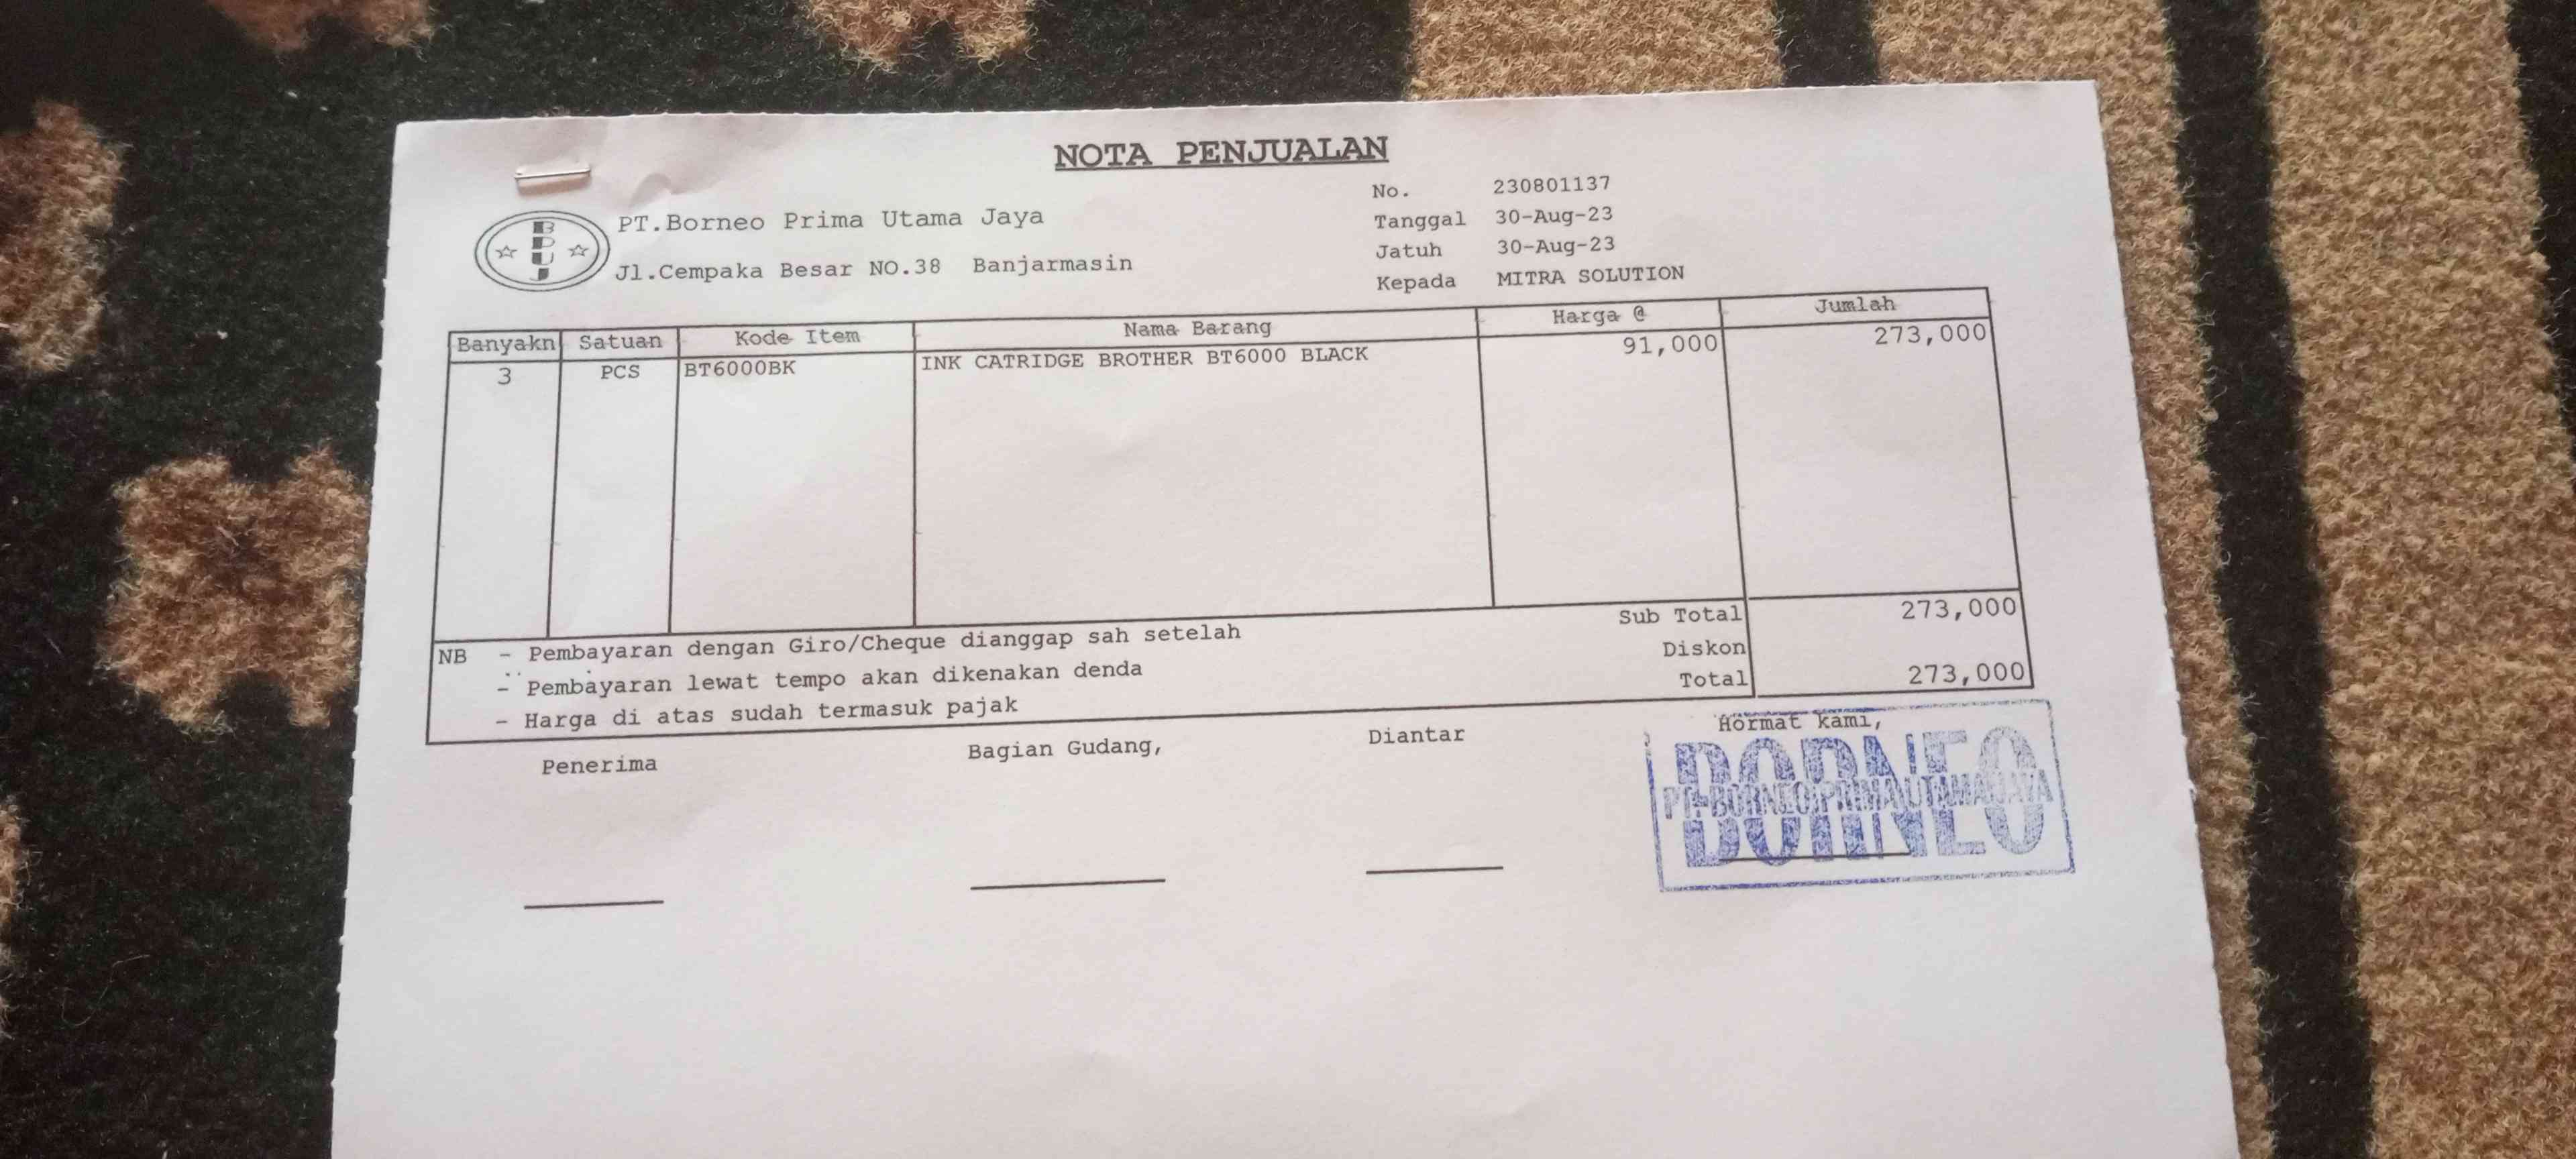 NOTA PENJUALAN
B
P
U
J
PT.Borneo Prima Utama Jaya
Jl.Cempaka Besar NO.38 Banjarmasin
No. 230801137
Tanggal 30-Aug-23
Jatuh 30-Aug-23
Kepada MITRA SOLUTION
Banyakn Satuan Kode Item Nama Barang Harga @ Jumlah
3 PCS BT6000BK INK CATRIDGE BROTHER BT6000 BLACK 91,000 273,000
Sub Total 273,000
Diskon
Total 273,000
NB - Pembayaran dengan Giro/Cheque dianggap sah setelah
- Pembayaran lewat tempo akan dikenakan denda
- Harga di atas sudah termasuk pajak
Penerima Bagian Gudang, Diantar Hormat kami,
BORNEO
PT. BORNEO PRIMA UTAMA JAYA